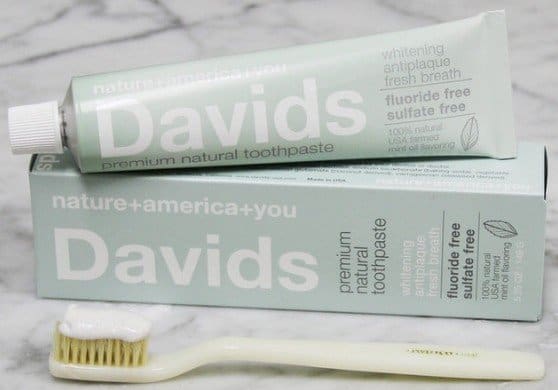 nature+america+you
Davids
premium natural toothpaste
whitening
antiplaque
fresh breath
fluoride free
sulfate free
100% natural
USA farmed
mint oil flavoring
sp
Made in USA
nature+america+you
Davids
premium
natural
toothpaste
whitening
antiplaque
fresh breath
fluoride free
sulfate free
100% natural
USA farmed
mint oil flavoring